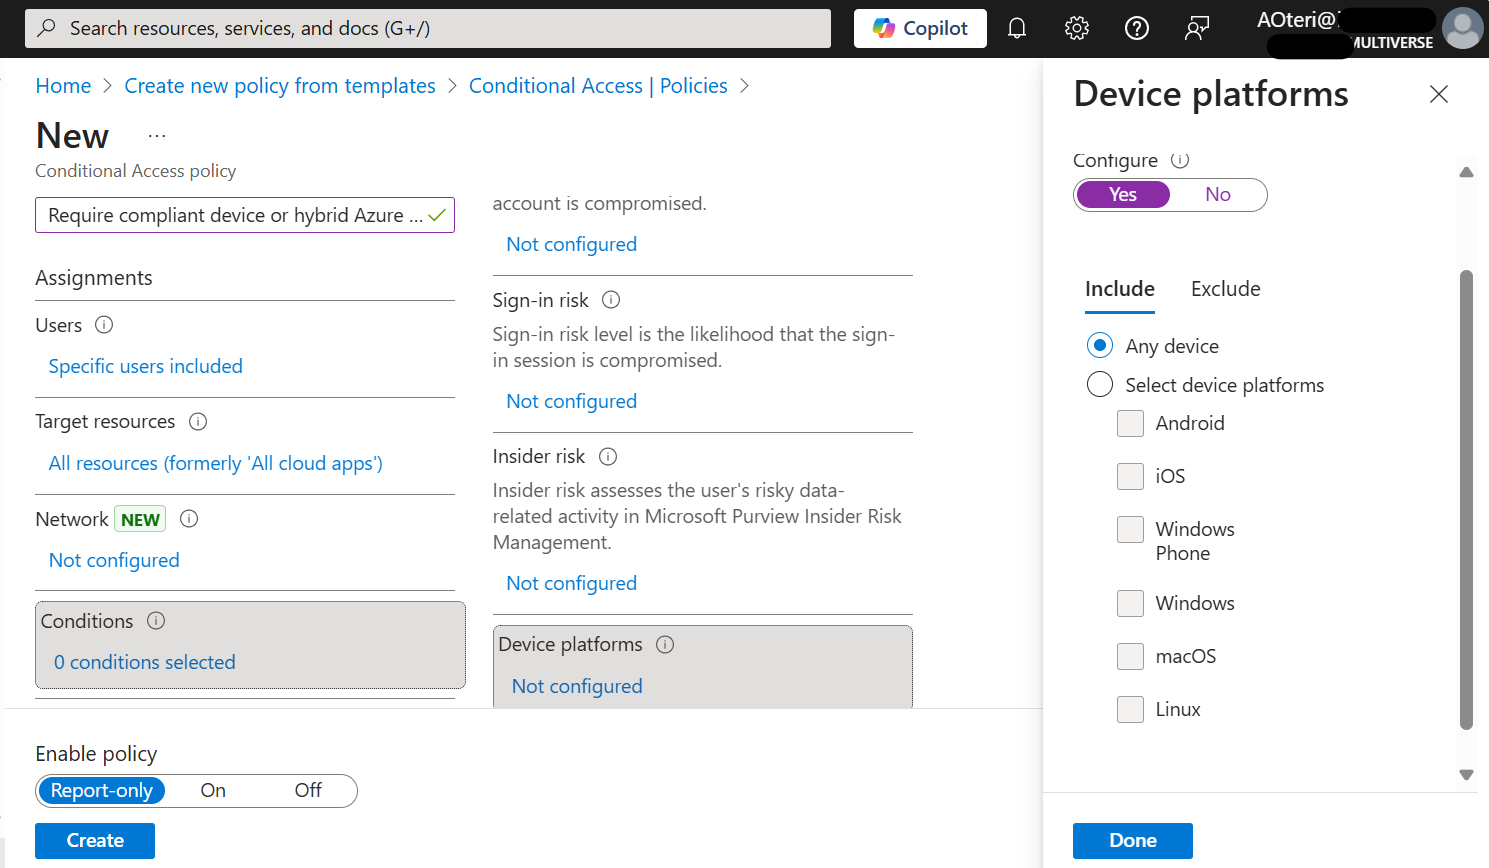 Search resources, services, and docs (G+/)
Copilot
AOteri@
MULTIVERSE
Home > Create new policy from templates > Conditional Access | Policies >
New ...
Conditional Access policy
Require compliant device or hybrid Azure ...
Assignments
Users
Specific users included
Target resources
All resources (formerly 'All cloud apps')
Network NEW
Not configured
Conditions
0 conditions selected
account is compromised.
Not configured
Sign-in risk
Sign-in risk level is the likelihood that the sign-
in session is compromised.
Not configured
Insider risk
Insider risk assesses the user's risky data-
related activity in Microsoft Purview Insider Risk
Management.
Not configured
Device platforms
Not configured
Enable policy
Report-only On Off
Create
Device platforms
Configure
Yes No
Include Exclude
Any device
Select device platforms
Android
iOS
Windows
Phone
Windows
macOS
Linux
Done